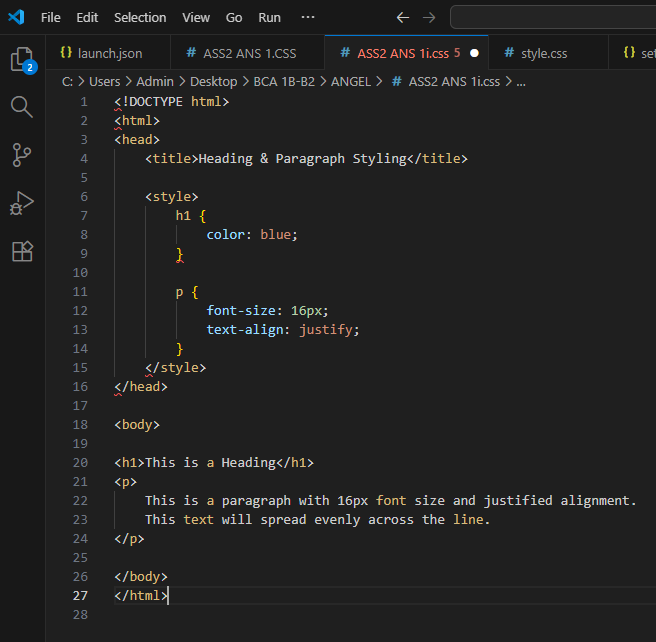 File Edit Selection View Go Run ···
{} launch.json # ASS2 ANS 1.CSS # ASS2 ANS 1i.css 5 # style.css {} set
2
C: > Users > Admin > Desktop > BCA 1B-B2 > ANGEL > # ASS2 ANS 1i.css > ...
1 <!DOCTYPE html>
2 <html>
3 <head>
4 <title>Heading & Paragraph Styling</title>
5
6 <style>
7 h1 {
8 color: blue;
9 }
10
11 p {
12 font-size: 16px;
13 text-align: justify;
14 }
15 </style>
16 </head>
17
18 <body>
19
20 <h1>This is a Heading</h1>
21 <p>
22 This is a paragraph with 16px font size and justified alignment.
23 This text will spread evenly across the line.
24 </p>
25
26 </body>
27 </html>
28